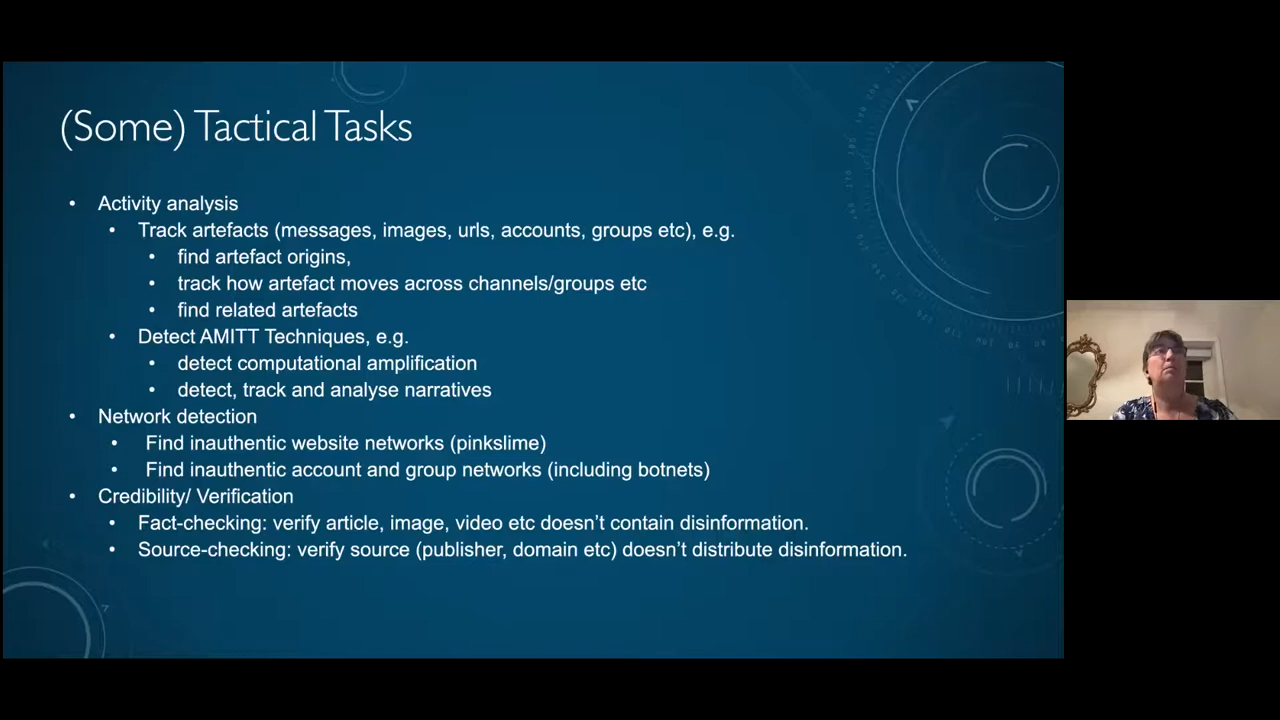 (Some) Tactical Tasks
• Activity analysis
• Track artefacts (messages, images, urls, accounts, groups etc), e.g.
• find artefact origins,
• track how artefact moves across channels/groups etc
• find related artefacts
• Detect AMITT Techniques, e.g.
• detect computational amplification
• detect, track and analyse narratives
• Network detection
• Find inauthentic website networks (pinkslime)
• Find inauthentic account and group networks (including botnets)
• Credibility/ Verification
• Fact-checking: verify article, image, video etc doesn’t contain disinformation.
• Source-checking: verify source (publisher, domain etc) doesn’t distribute disinformation.